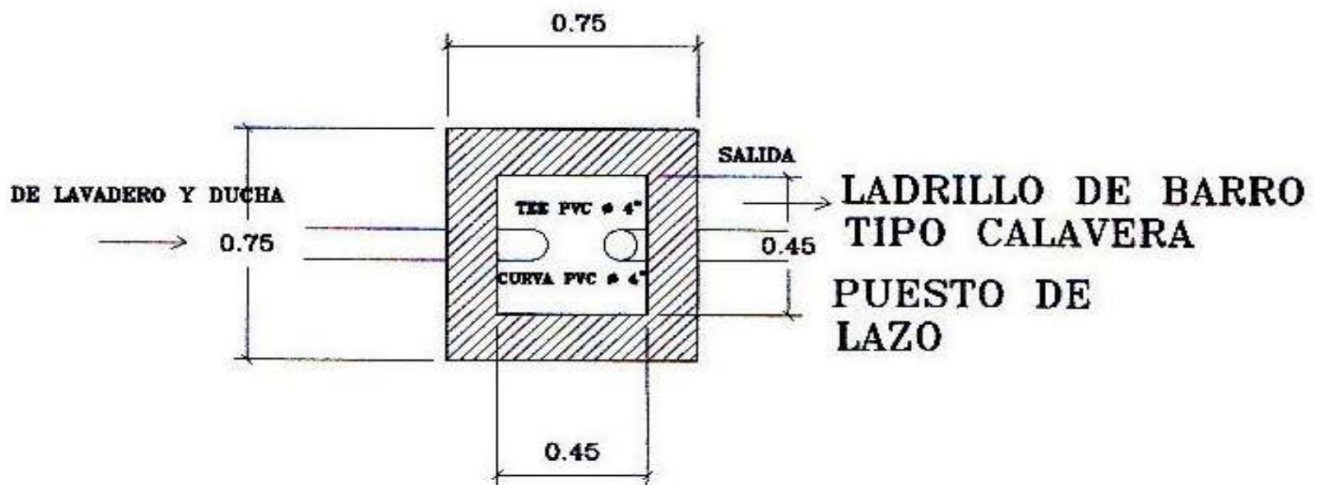 0.75
SALIDA
DE LAVADERO Y DUCHA
LADRILLO DE BARRO
TIPO CALAVERA
TEE PVC ø 4"
0.75
0.45
CURVA PVC ø 4"
PUESTO DE
LAZO
0.45